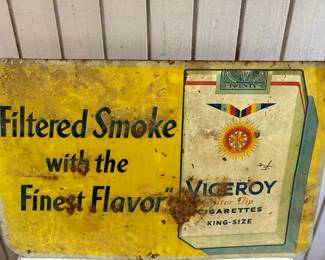 Filtered Smoke
with the
Finest Flavor"
TWENTY
VICEROY
Filter Tip
CIGARETTES
KING-SIZE